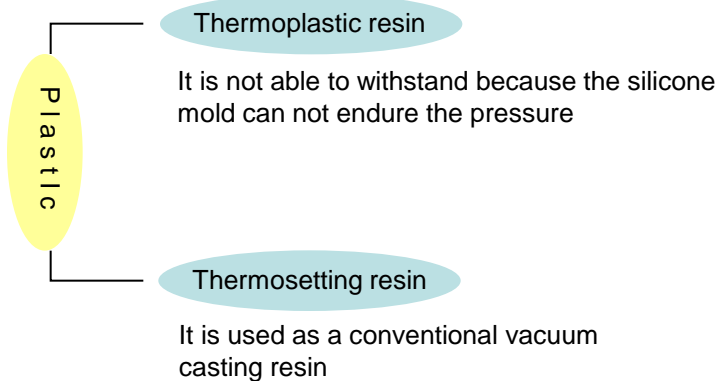 Thermoplastic resin
It is not able to withstand because the silicone
mold can not endure the pressure
PlastIc
Thermosetting resin
It is used as a conventional vacuum
casting resin